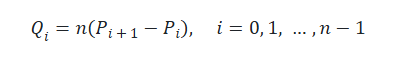 Qᵢ = n(Pᵢ₊₁ − Pᵢ), i = 0, 1, … , n − 1